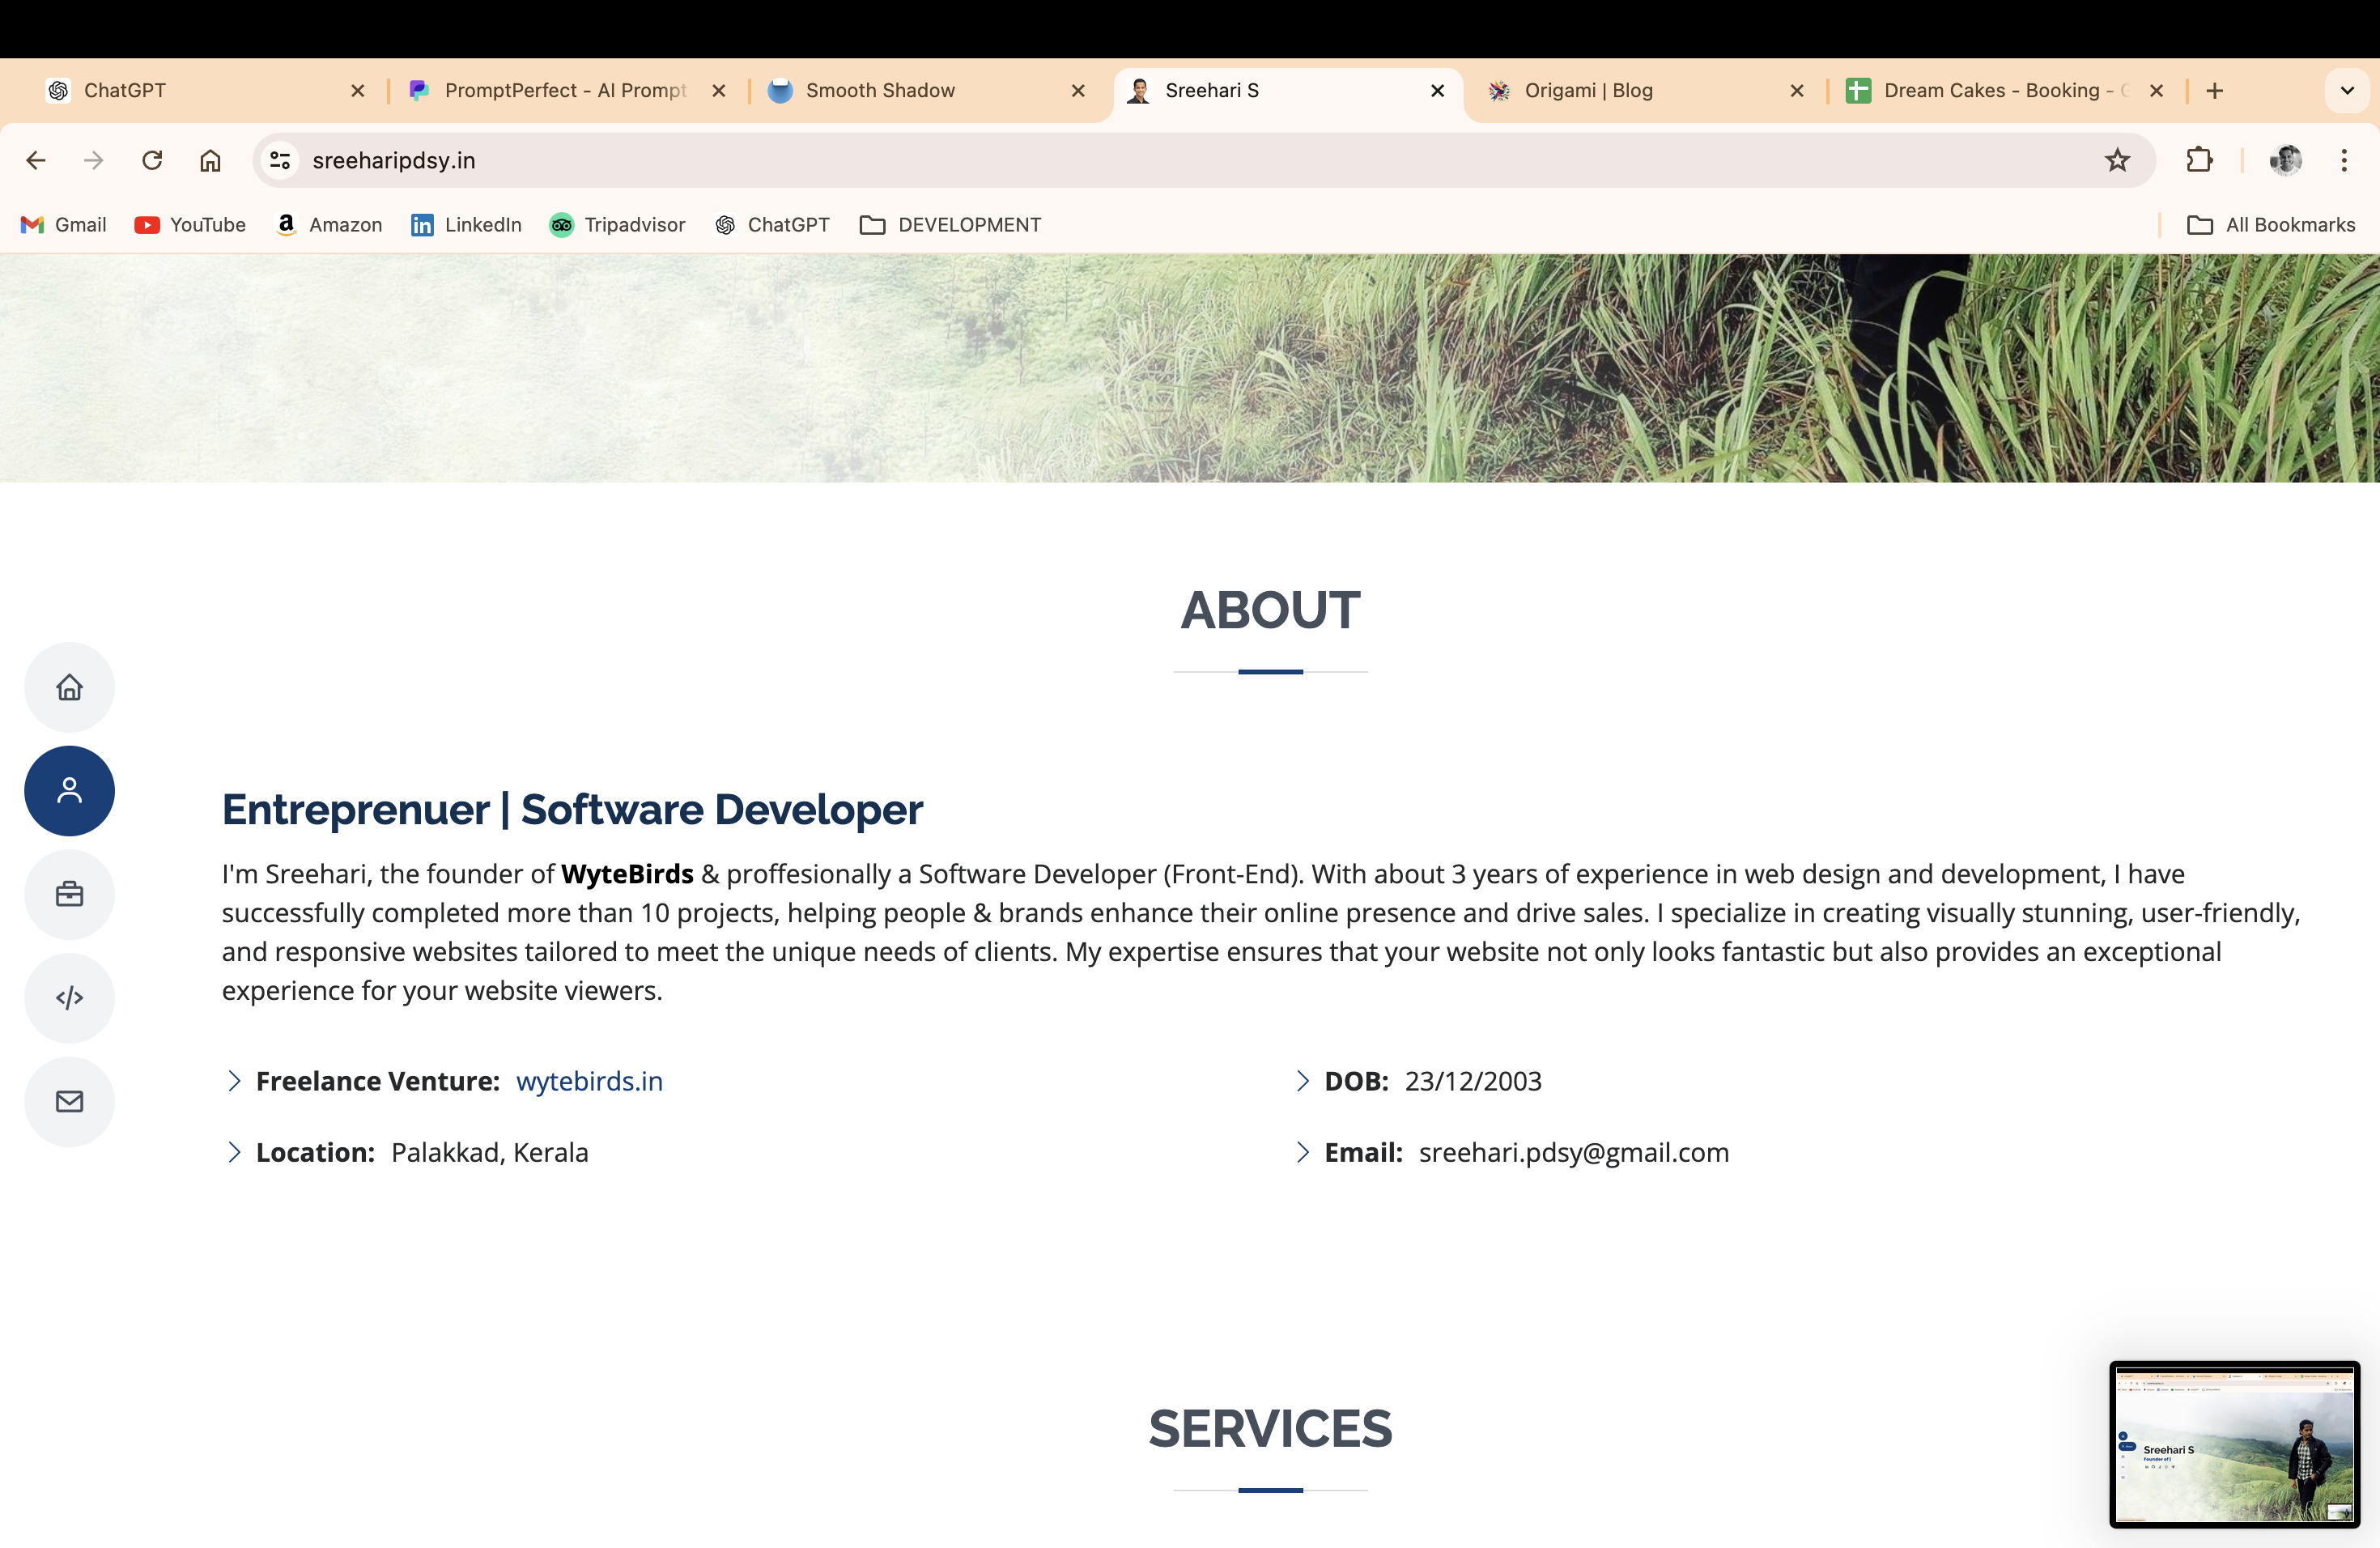 ChatGPT
PromptPerfect - AI Prompt
Smooth Shadow
Sreehari S
Origami | Blog
Dream Cakes - Booking -
sreeharipdsy.in
Gmail
YouTube
Amazon
LinkedIn
Tripadvisor
ChatGPT
DEVELOPMENT
All Bookmarks
ABOUT
Entreprenuer | Software Developer
I'm Sreehari, the founder of WyteBirds & proffesionally a Software Developer (Front-End). With about 3 years of experience in web design and development, I have
successfully completed more than 10 projects, helping people & brands enhance their online presence and drive sales. I specialize in creating visually stunning, user-friendly,
and responsive websites tailored to meet the unique needs of clients. My expertise ensures that your website not only looks fantastic but also provides an exceptional
experience for your website viewers.
Freelance Venture: wytebirds.in
DOB: 23/12/2003
Location: Palakkad, Kerala
Email: sreehari.pdsy@gmail.com
SERVICES
Sreehari S
Founder of